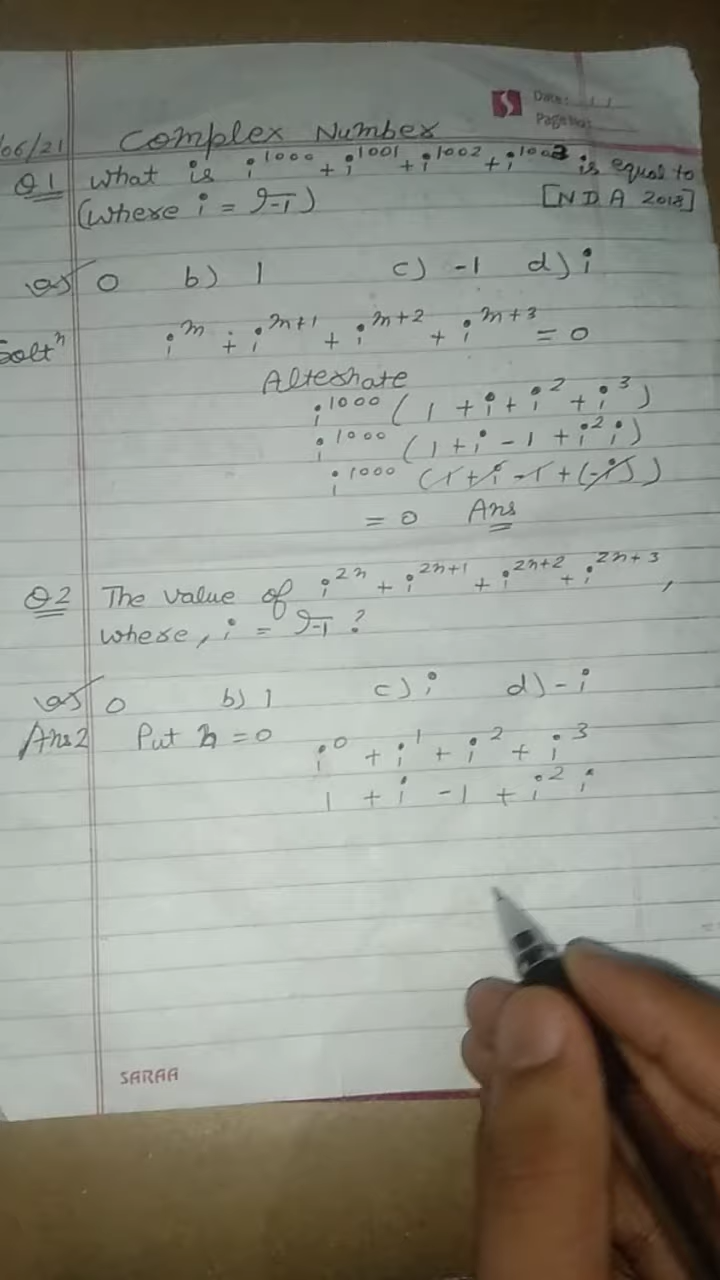 Date: / /
Page No:
06/21 Complex Number
Q1 What is i^1000 + i^1001 + i^1002 + i^1003 is equal to
(where i = √-1) [NDA 2018]
a) 0 b) 1 c) -1 d) i
Soltⁿ i^n + i^n+1 + i^n+2 + i^n+3 = 0
Alternate
i^1000 (1 + i + i^2 + i^3)
i^1000 (1 + i - 1 + i^2 i)
i^1000 (1 + i - 1 + (-i))
= 0 Ans
Q2 The value of i^2n + i^2n+1 + i^2n+2 + i^2n+3,
where, i = √-1 ?
a) 0 b) 1 c) i d) -i
Ans2 Put n = 0 i^0 + i^1 + i^2 + i^3
1 + i - 1 + i^2 i
SARAA